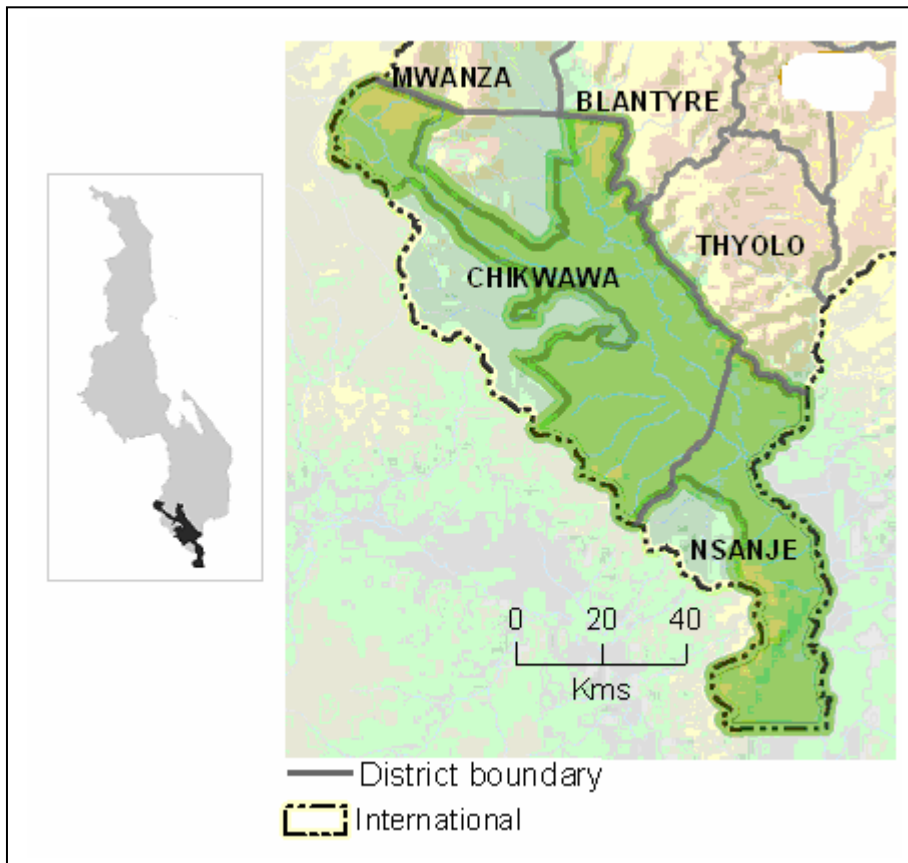 MWANZA
BLANTYRE
THYOLO
CHIKWAWA
NSANJE
0 20 40
Kms
District boundary
International